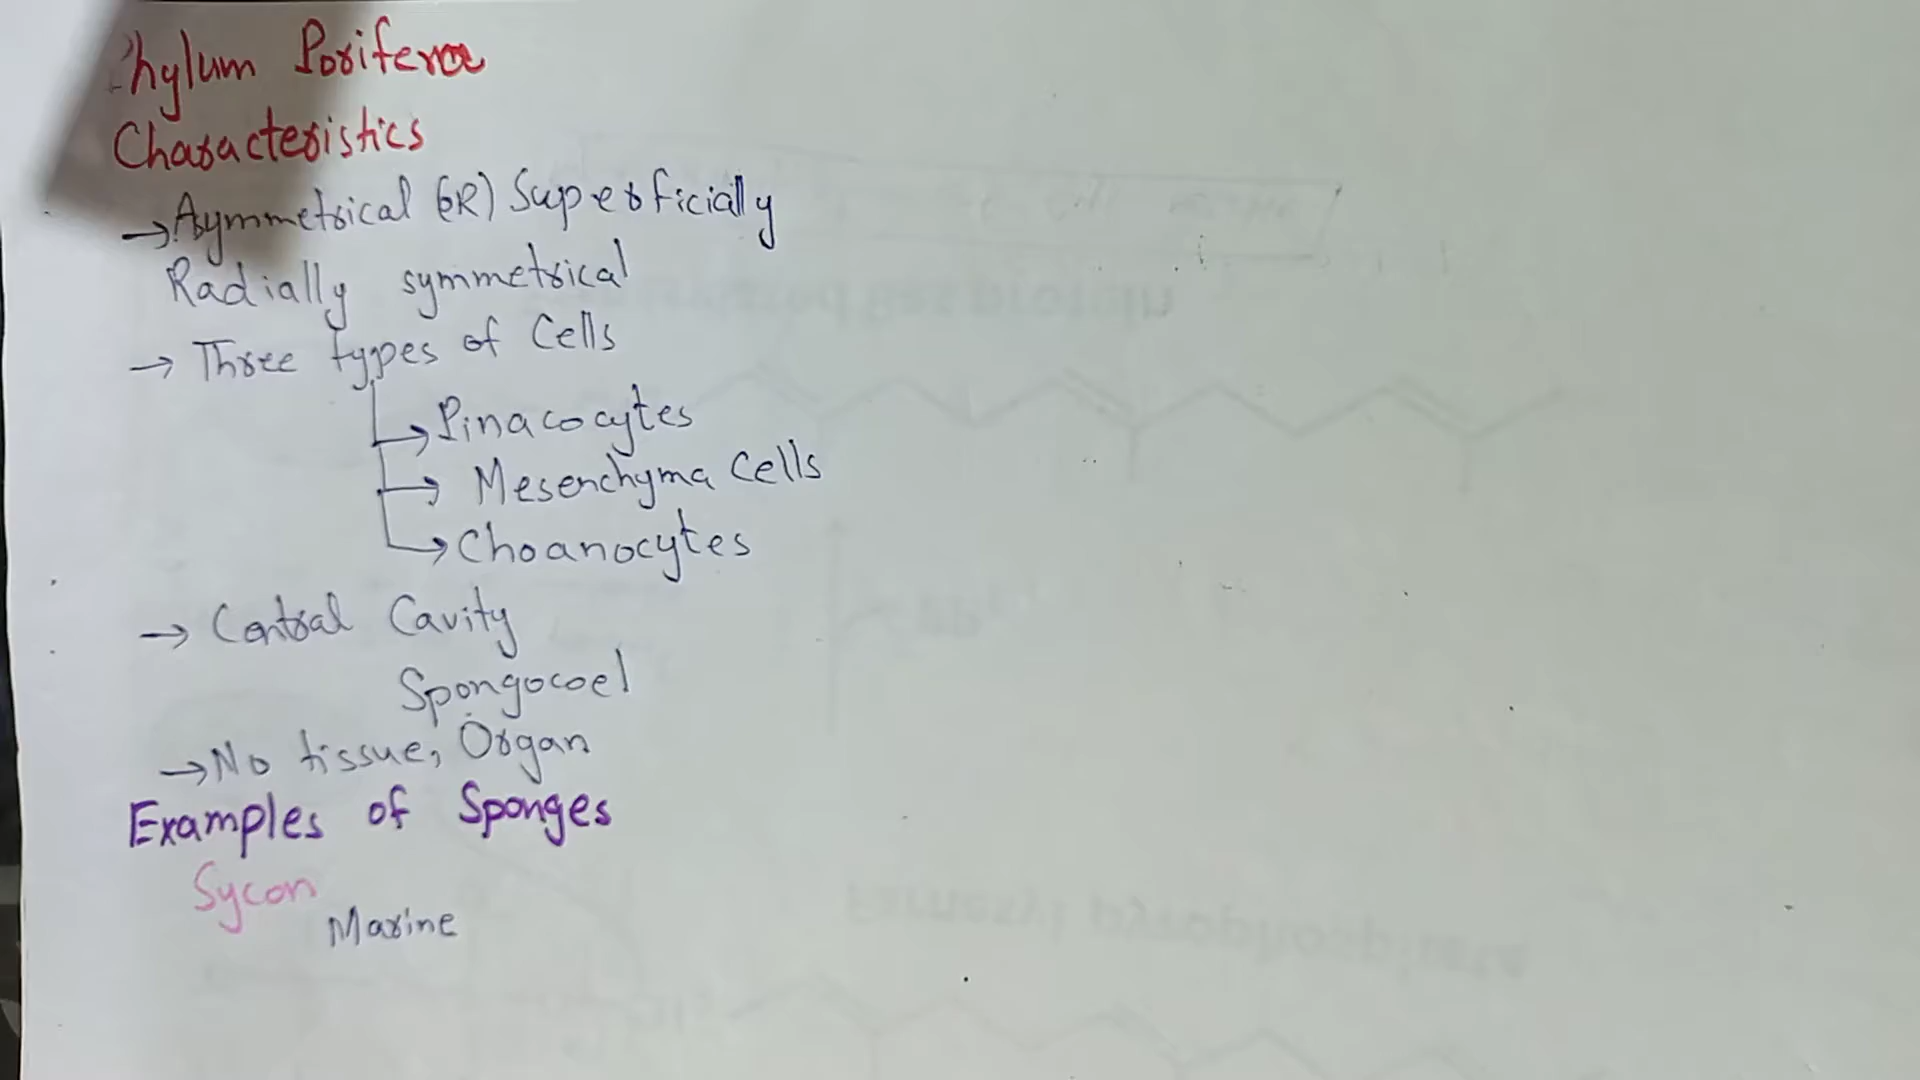 Phylum Porifera
Characteristics
→ Asymmetrical (OR) Superficially
Radially symmetrical
→ Three types of Cells
→ Pinacocytes
→ Mesenchyma Cells
→ Choanocytes
→ Central Cavity
Spongocoel
→ No tissue, Organ
Examples of Sponges
Sycon
Marine